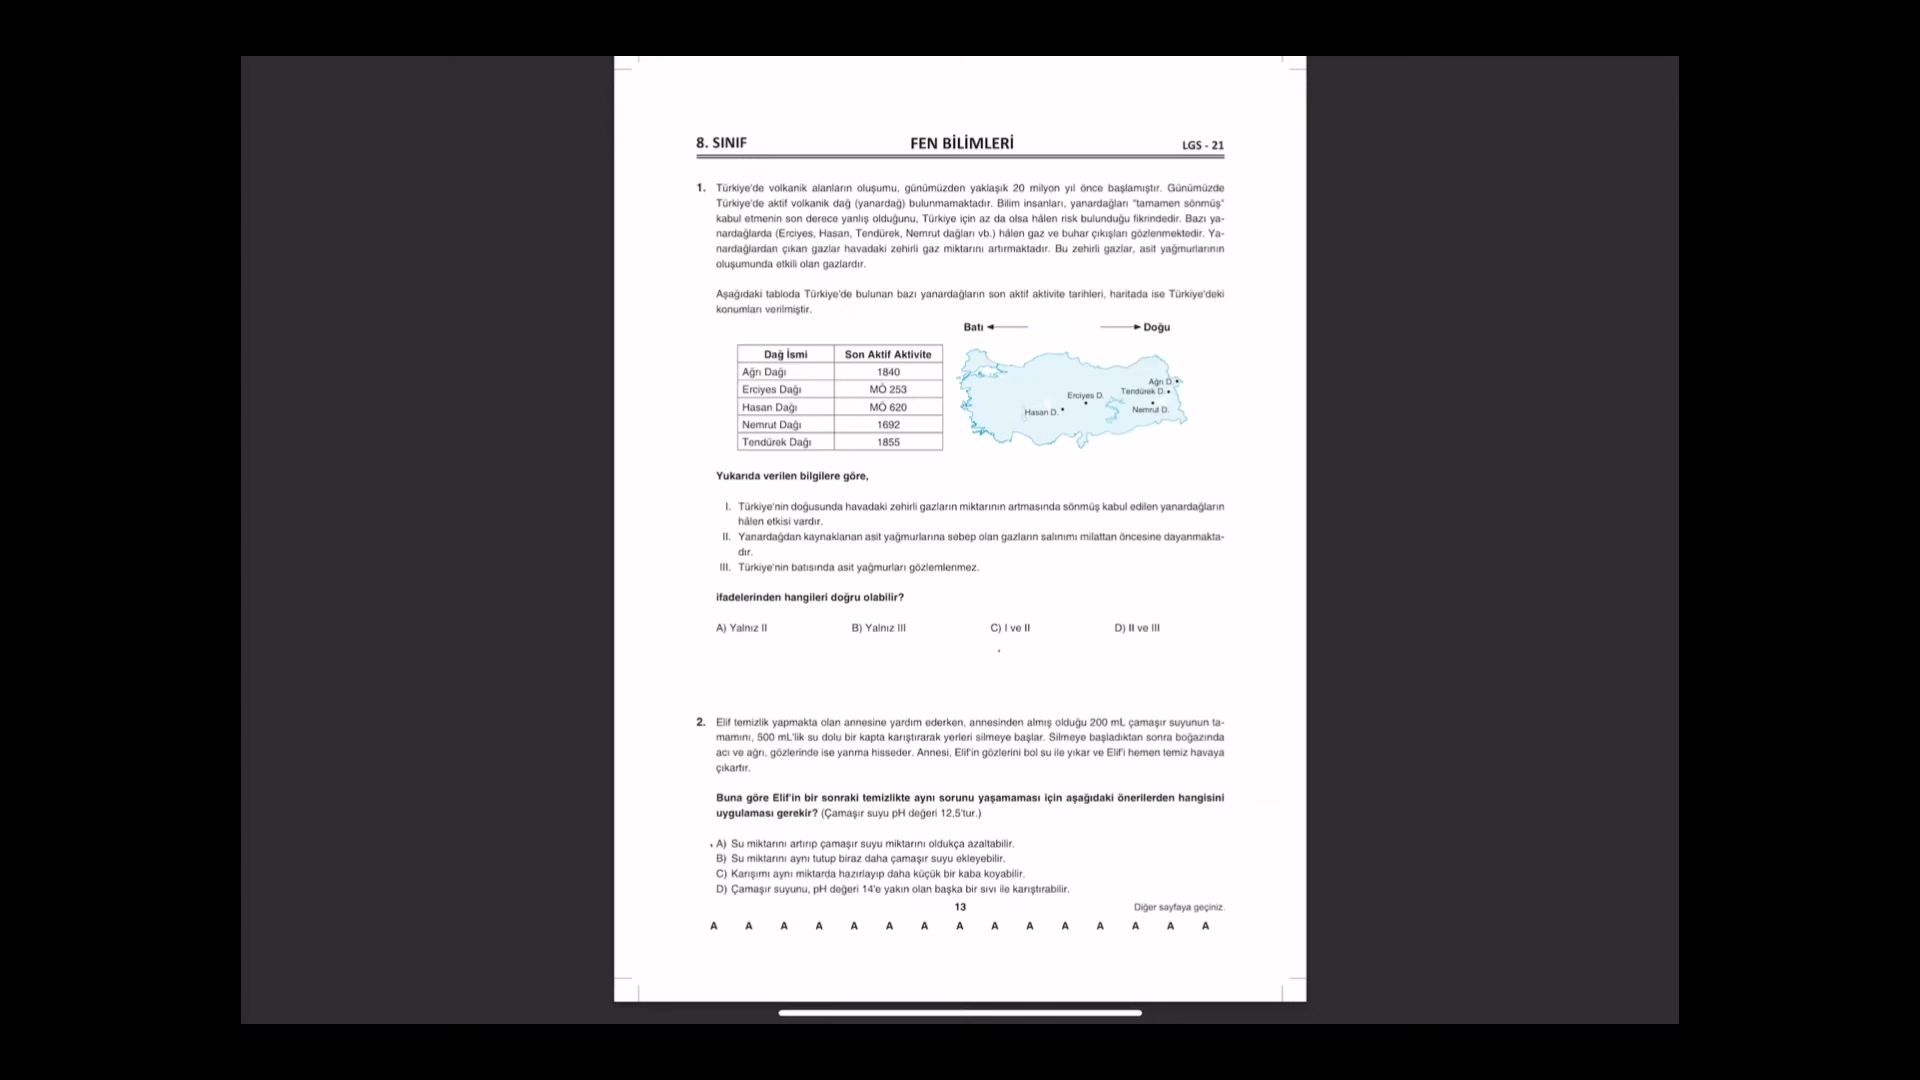 8. SINIF
FEN BİLİMLERİ
LGS - 21
1. Türkiye'de volkanik alanların oluşumu, günümüzden yaklaşık 20 milyon yıl önce başlamıştır. Günümüzde
Türkiye'de aktif volkanik dağ (yanardağ) bulunmamaktadır. Bilim insanları, yanardağları "tamamen sönmüş"
kabul etmenin son derece yanlış olduğunu, Türkiye için az da olsa hâlen risk bulunduğu fikrindedir. Bazı ya-
nardağlarda (Erciyes, Hasan, Tendürek, Nemrut dağları vb.) hâlen gaz ve buhar çıkışları gözlenmektedir. Ya-
nardağlardan çıkan gazlar havadaki zehirli gaz miktarını artırmaktadır. Bu zehirli gazlar, asit yağmurlarının
oluşumunda etkili olan gazlardır.
Aşağıdaki tabloda Türkiye'de bulunan bazı yanardağların son aktif aktivite tarihleri, haritada ise Türkiye'deki
konumları verilmiştir.
Batı
Doğu
Dağ İsmi Son Aktif Aktivite
Ağrı Dağı 1840
Erciyes Dağı MÖ 253
Hasan Dağı MÖ 620
Nemrut Dağı 1692
Tendürek Dağı 1855
Ağrı D.
Tendürek D.
Erciyes D.
Nemrut D.
Hasan D.
Yukarıda verilen bilgilere göre,
I. Türkiye'nin doğusunda havadaki zehirli gazların miktarının artmasında sönmüş kabul edilen yanardağların
hâlen etkisi vardır.
II. Yanardağdan kaynaklanan asit yağmurlarına sebep olan gazların salınımı milattan öncesine dayanmakta-
dır.
III. Türkiye'nin batısında asit yağmurları gözlemlenmez.
ifadelerinden hangileri doğru olabilir?
A) Yalnız II B) Yalnız III C) I ve II D) II ve III
2. Elif temizlik yapmakta olan annesine yardım ederken, annesinden almış olduğu 200 mL çamaşır suyunun ta-
mamını, 500 mL'lik su dolu bir kapta karıştırarak yerleri silmeye başlar. Silmeye başladıktan sonra boğazında
acı ve ağrı, gözlerinde ise yanma hisseder. Annesi, Elif'in gözlerini bol su ile yıkar ve Elif'i hemen temiz havaya
çıkartır.
Buna göre Elif'in bir sonraki temizlikte aynı sorunu yaşamaması için aşağıdaki önerilerden hangisini
uygulaması gerekir? (Çamaşır suyu pH değeri 12,5'tur.)
A) Su miktarını artırıp çamaşır suyu miktarını oldukça azaltabilir.
B) Su miktarını aynı tutup biraz daha çamaşır suyu ekleyebilir.
C) Karışımı aynı miktarda hazırlayıp daha küçük bir kaba koyabilir.
D) Çamaşır suyunu, pH değeri 14'e yakın olan başka bir sıvı ile karıştırabilir.
13
Diğer sayfaya geçiniz.
A A A A A A A A A A A A A A A